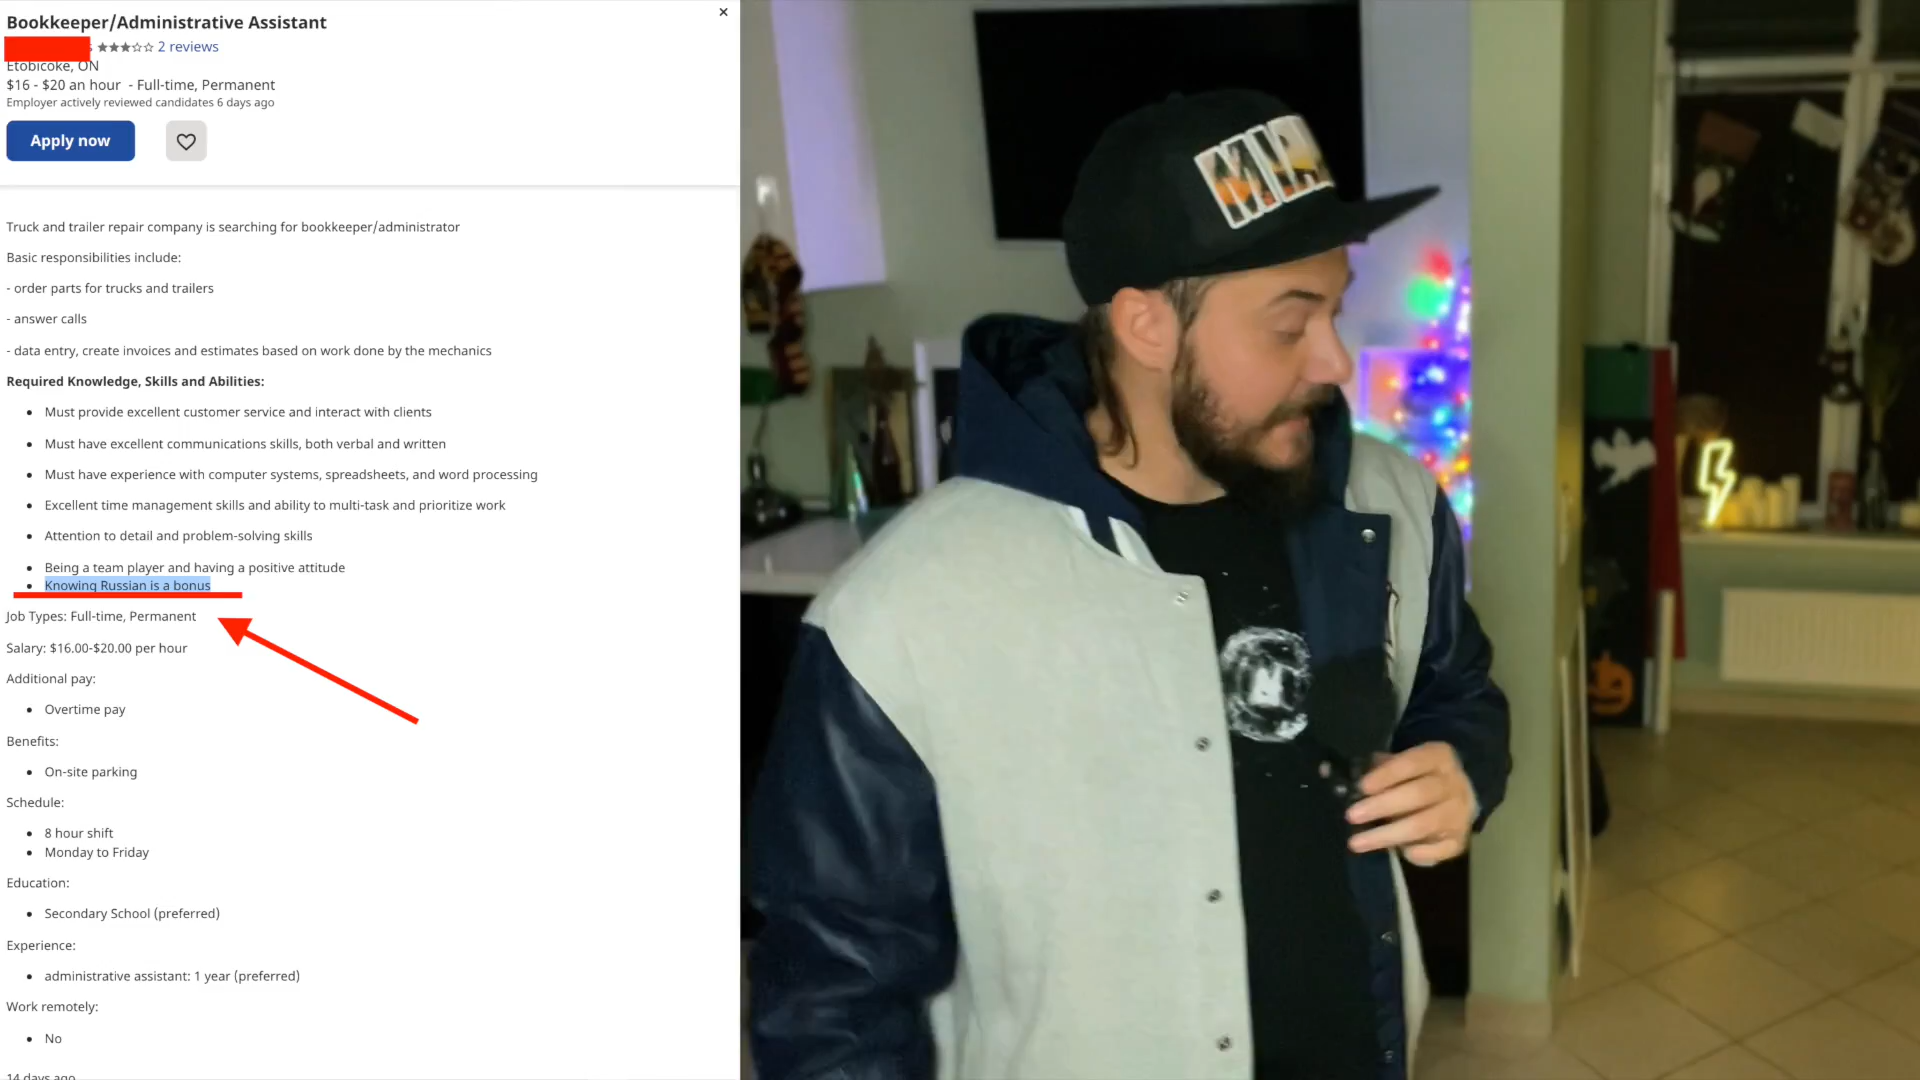 Bookkeeper/Administrative Assistant
2 reviews
Etobicoke, ON
$16 - $20 an hour - Full-time, Permanent
Employer actively reviewed candidates 6 days ago
Apply now
Truck and trailer repair company is searching for bookkeeper/administrator
Basic responsibilities include:
- order parts for trucks and trailers
- answer calls
- data entry, create invoices and estimates based on work done by the mechanics
Required Knowledge, Skills and Abilities:
Must provide excellent customer service and interact with clients
Must have excellent communications skills, both verbal and written
Must have experience with computer systems, spreadsheets, and word processing
Excellent time management skills and ability to multi-task and prioritize work
Attention to detail and problem-solving skills
Being a team player and having a positive attitude
Knowing Russian is a bonus
Job Types: Full-time, Permanent
Salary: $16.00-$20.00 per hour
Additional pay:
Overtime pay
Benefits:
On-site parking
Schedule:
8 hour shift
Monday to Friday
Education:
Secondary School (preferred)
Experience:
administrative assistant: 1 year (preferred)
Work remotely:
No
14 days ago